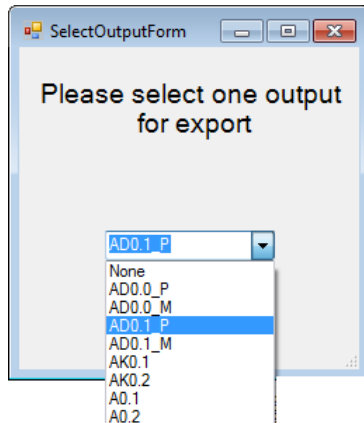 SelectOutputForm
Please select one output
for export
AD0.1_P
None
AD0.0_P
AD0.0_M
AD0.1_P
AD0.1_M
AK0.1
AK0.2
A0.1
A0.2